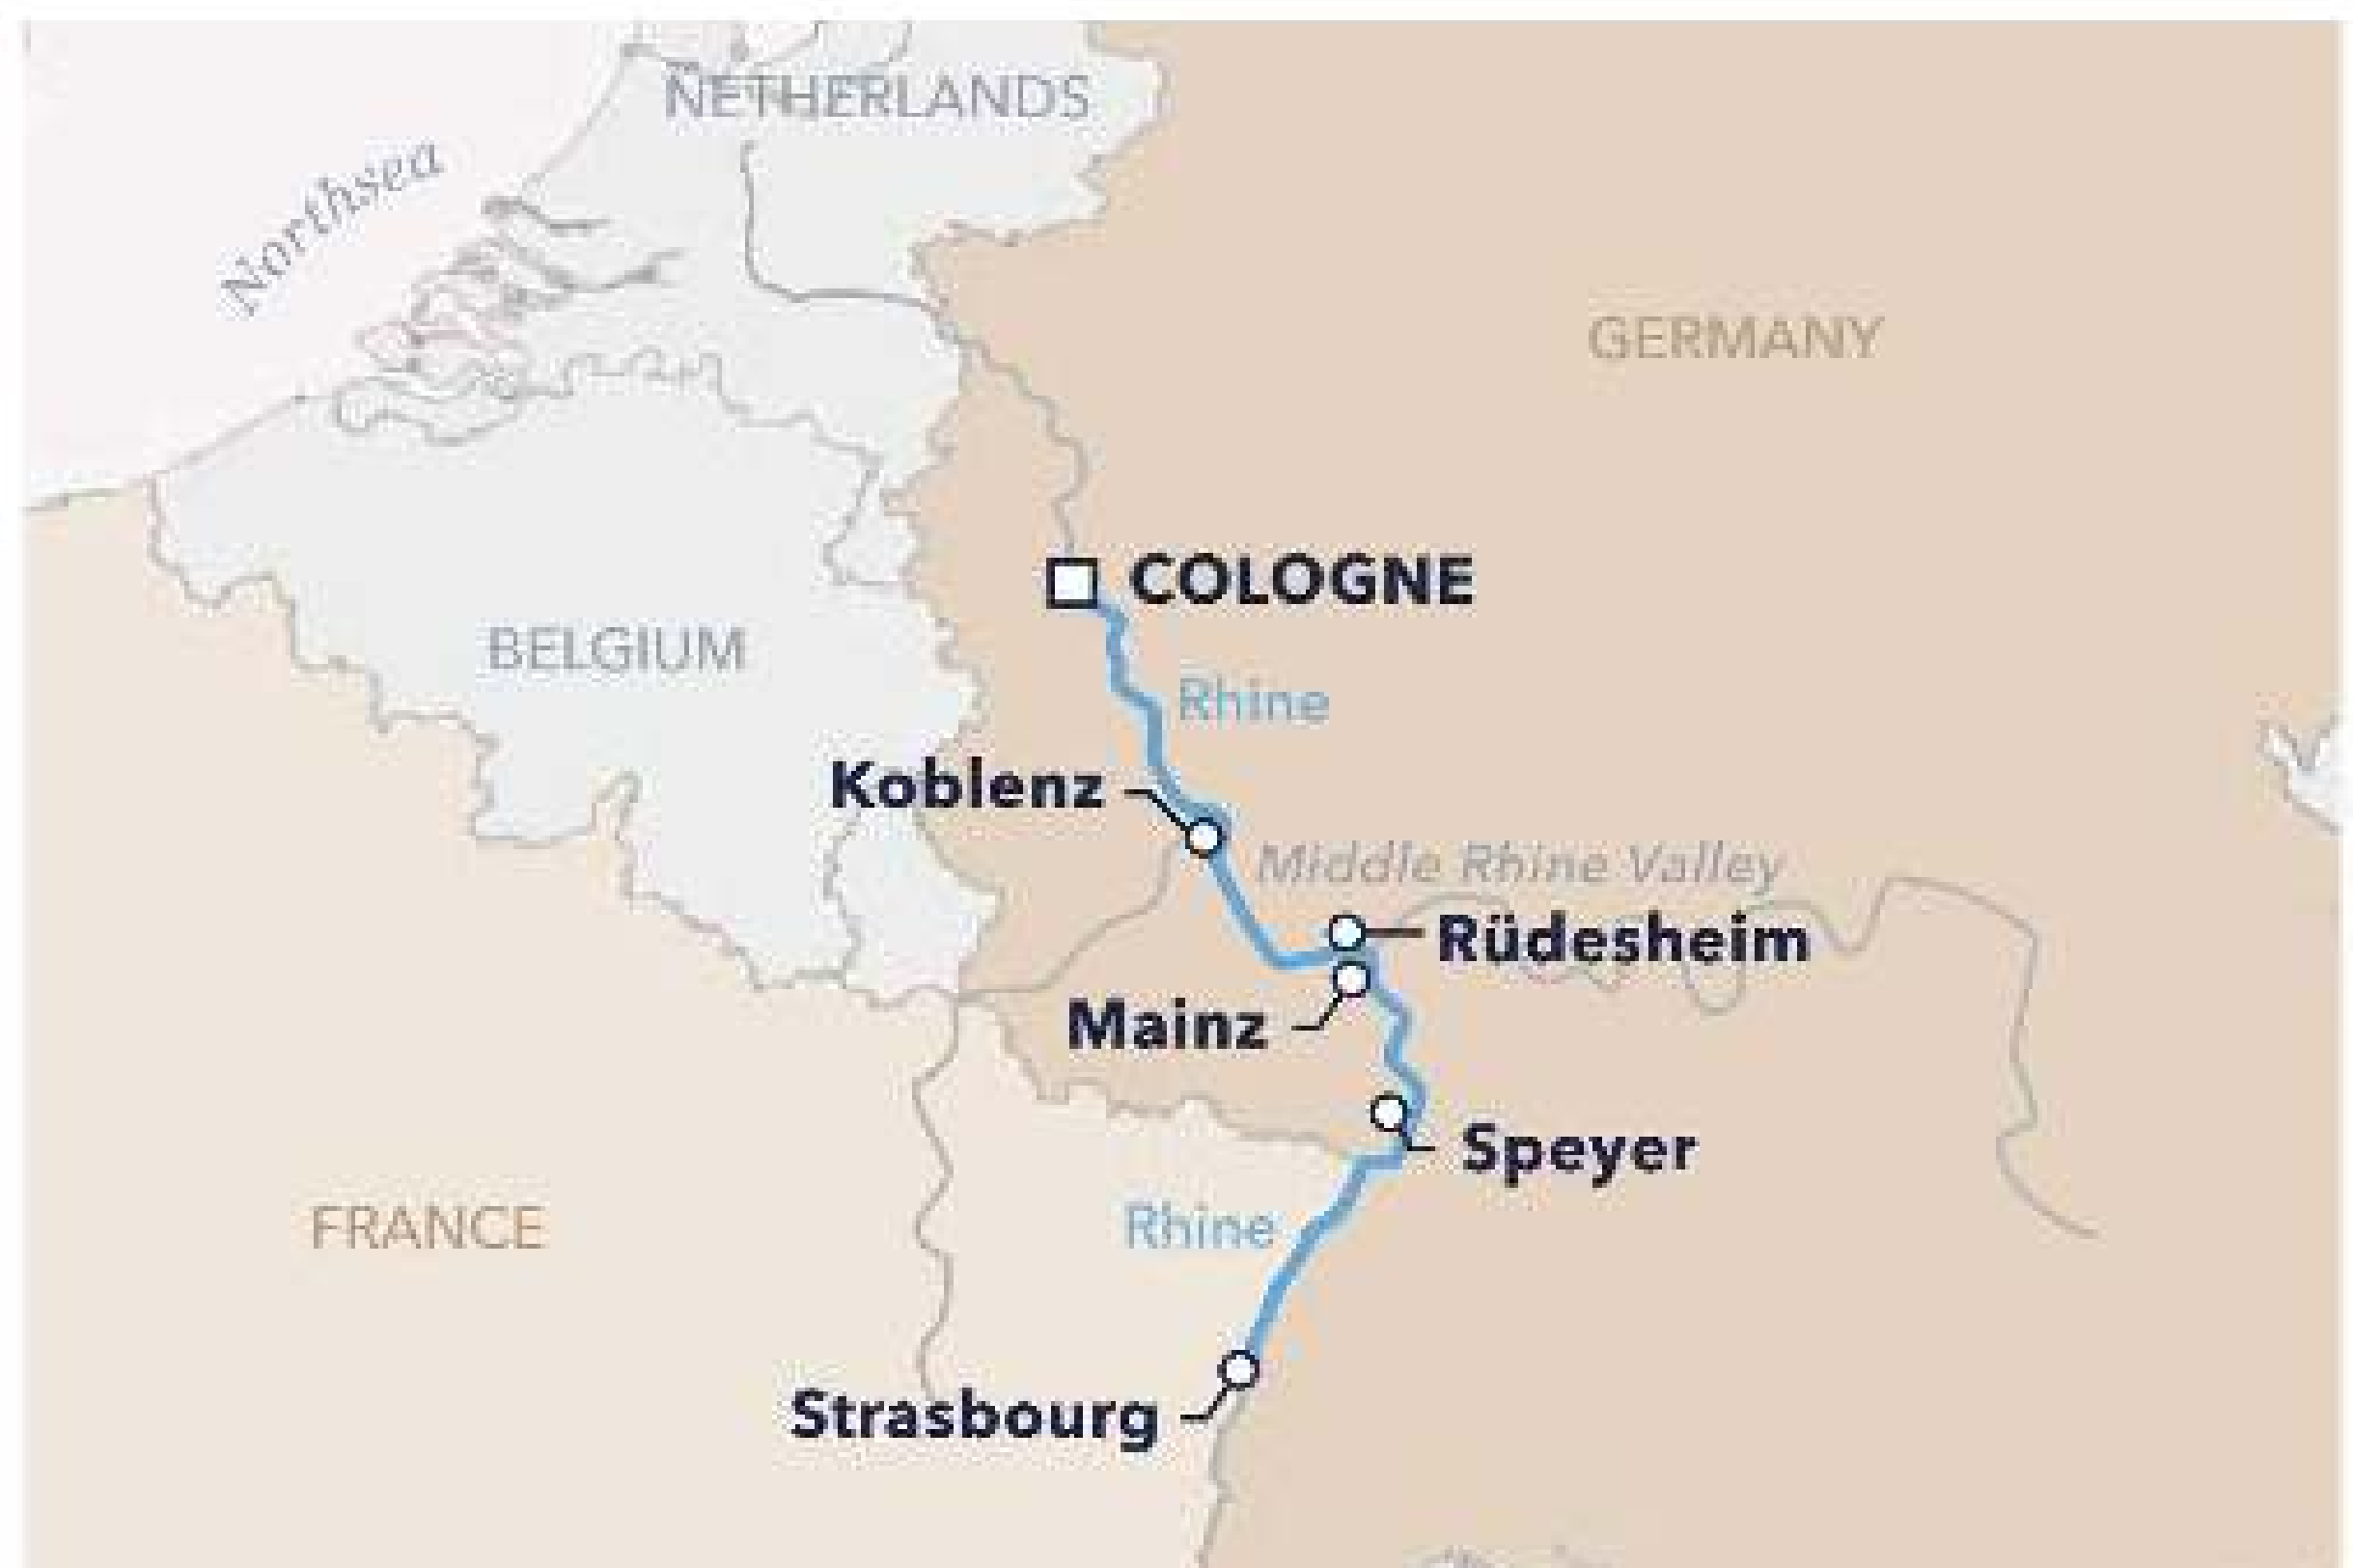 NETHERLANDS
Northsea
GERMANY
COLOGNE
BELGIUM
Rhine
Koblenz
Middle Rhine Valley
Rüdesheim
Mainz
Speyer
FRANCE
Rhine
Strasbourg